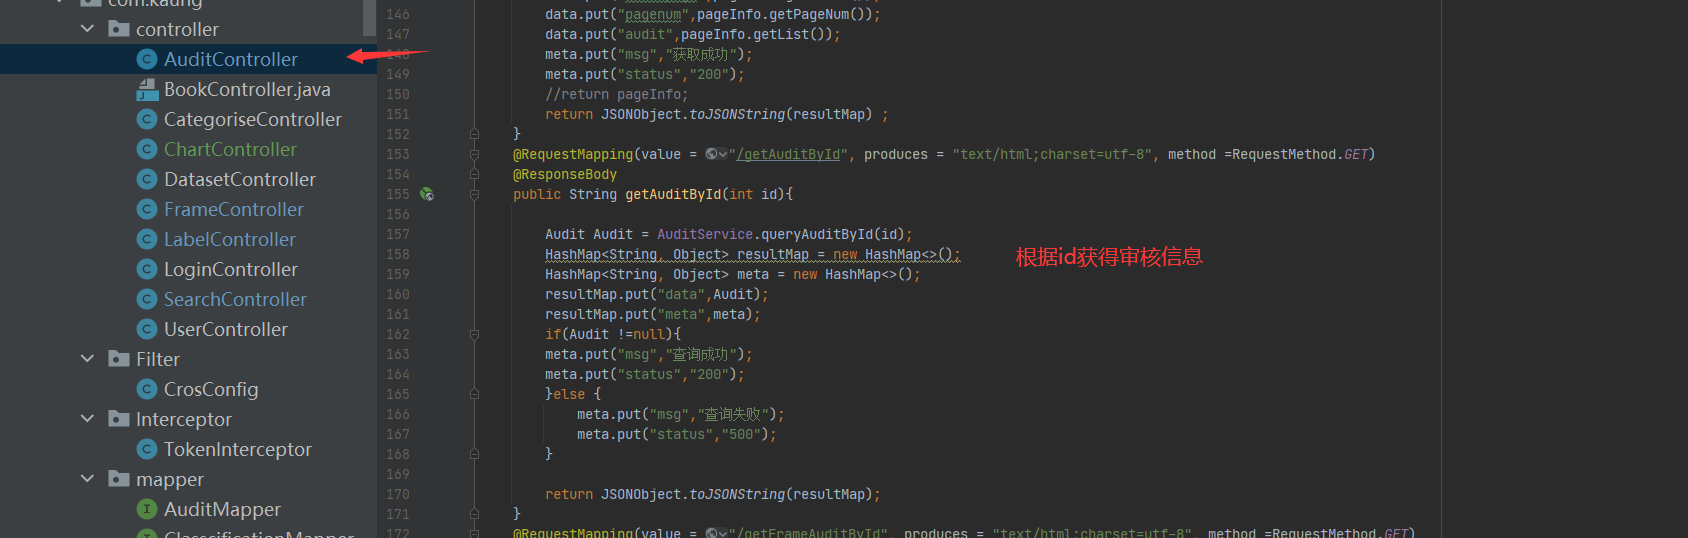 com.kaung
controller
AuditController
BookController.java
CategoriseController
ChartController
DatasetController
FrameController
LabelController
LoginController
SearchController
UserController
Filter
CrosConfig
Interceptor
TokenInterceptor
mapper
AuditMapper
146 data.put("pagenum",pageInfo.getPageNum());
147 data.put("audit",pageInfo.getList());
148 meta.put("msg","获取成功");
149 meta.put("status","200");
150 //return pageInfo;
151 return JSONObject.toJSONString(resultMap) ;
152 }
153 @RequestMapping(value = "/getAuditById", produces = "text/html;charset=utf-8", method =RequestMethod.GET)
154 @ResponseBody
155 public String getAuditById(int id){
156
157 Audit Audit = AuditService.queryAuditById(id);
158 HashMap<String, Object> resultMap = new HashMap<>();
根据id获得审核信息
159 HashMap<String, Object> meta = new HashMap<>();
160 resultMap.put("data",Audit);
161 resultMap.put("meta",meta);
162 if(Audit !=null){
163 meta.put("msg","查询成功");
164 meta.put("status","200");
165 }else {
166 meta.put("msg","查询失败");
167 meta.put("status","500");
168 }
169
170 return JSONObject.toJSONString(resultMap);
171 }
172 @RequestMapping(value = "/getFrameAuditById", produces = "text/html;charset=utf-8", method =RequestMethod.GET)